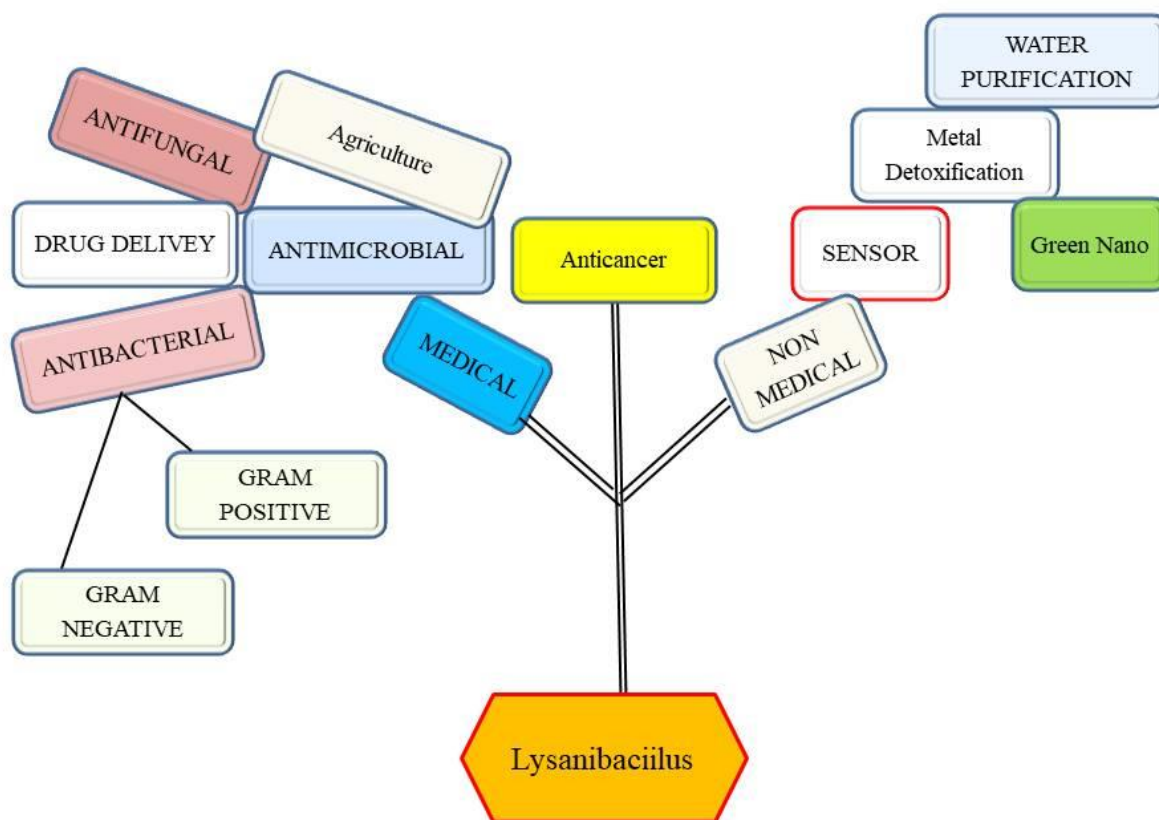 WATER
PURIFICATION
ANTIFUNGAL
Agriculture
Metal
Detoxification
DRUG DELIVEY
ANTIMICROBIAL
Anticancer
SENSOR
Green Nano
ANTIBACTERIAL
MEDICAL
NON
MEDICAL
GRAM
POSITIVE
GRAM
NEGATIVE
Lysanibaciilus